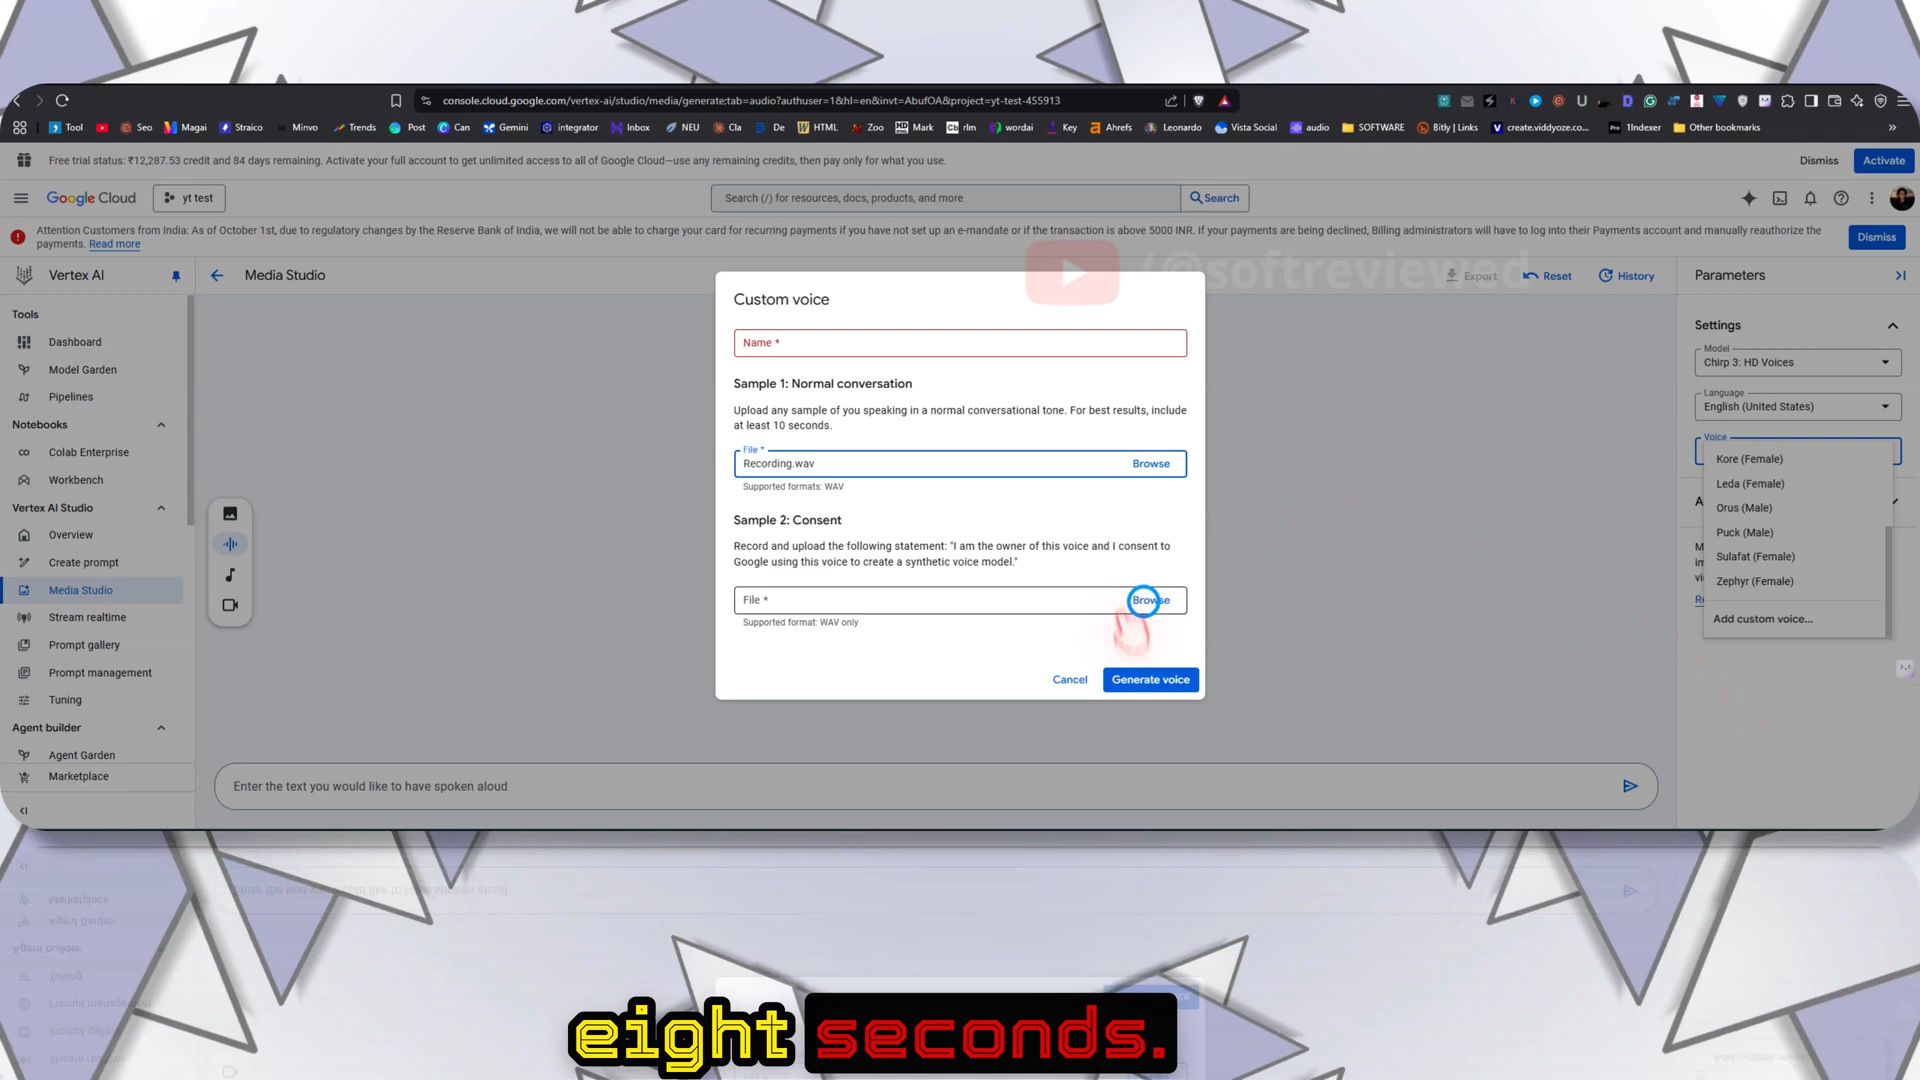 console.cloud.google.com/vertex-ai/studio/media/generate;tab=audio?authuser=1&hl=en&invt=AbufOA&project=yt-test-455913
Tool Seo Magai Straico Minvo Trends Post Can Gemini integrator Inbox NEU Cla De HTML Zoo Mark rlm wordai Key Ahrefs Leonardo Vista Social audio SOFTWARE Bitly | Links create.viddyoze.co... 1Indexer Other bookmarks
Free trial status: ₹12,287.53 credit and 84 days remaining. Activate your full account to get unlimited access to all of Google Cloud—use any remaining credits, then pay only for what you use.
Dismiss
Activate
Google Cloud
yt test
Search (/) for resources, docs, products, and more
Search
Attention Customers from India: As of October 1st, due to regulatory changes by the Reserve Bank of India, we will not be able to charge your card for recurring payments if you have not set up an e-mandate or if the transaction is above 5000 INR. If your payments are being declined, Billing administrators will have to log into their Payments account and manually reauthorize the
payments. Read more
Dismiss
Vertex AI
Tools
Dashboard
Model Garden
Pipelines
Notebooks
Colab Enterprise
Workbench
Vertex AI Studio
Overview
Create prompt
Media Studio
Stream realtime
Prompt gallery
Prompt management
Tuning
Agent builder
Agent Garden
Marketplace
Media Studio
Export
Reset
History
/@softreviewed
Custom voice
Name *
Sample 1: Normal conversation
Upload any sample of you speaking in a normal conversational tone. For best results, include
at least 10 seconds.
File *
Recording.wav
Browse
Supported formats: WAV
Sample 2: Consent
Record and upload the following statement: "I am the owner of this voice and I consent to
Google using this voice to create a synthetic voice model."
File *
Browse
Supported format: WAV only
Cancel
Generate voice
Enter the text you would like to have spoken aloud
Parameters
Settings
Model
Chirp 3: HD Voices
Language
English (United States)
Voice
Kore (Female)
Leda (Female)
Orus (Male)
Puck (Male)
Sulafat (Female)
Zephyr (Female)
Add custom voice...
eight seconds.